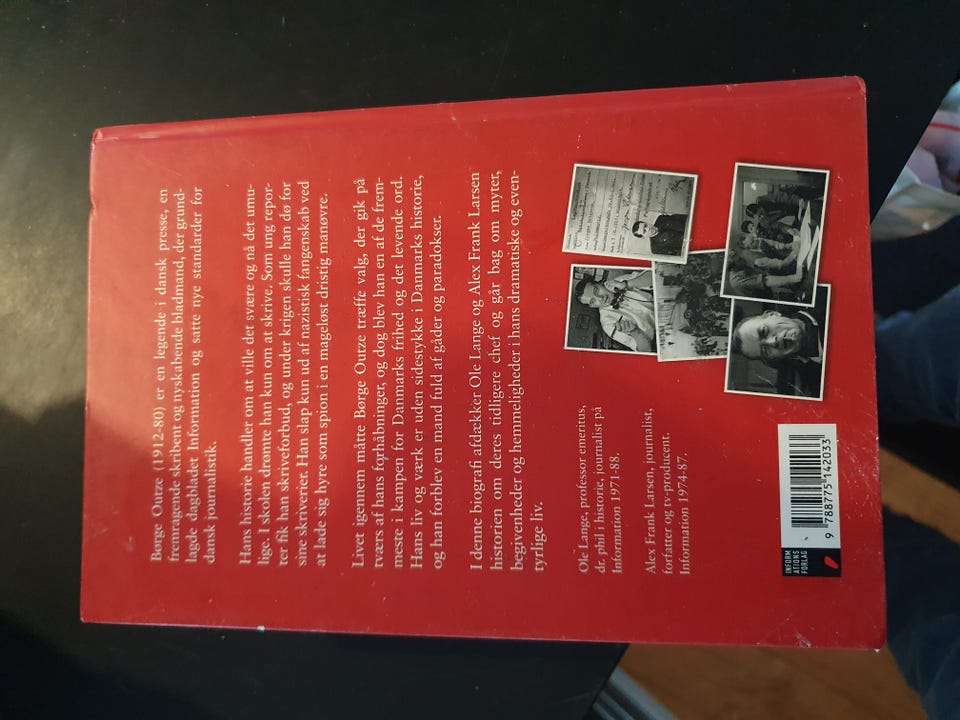 Børge Outze (1912-80) er en legende i dansk presse, en
fremragende skribent og nyskabende bladmand, der grund-
lagde dagbladet Information og satte nye standarder for
dansk journalistik.
Hans historie handler om at ville det svære og nå det umu-
lige. I skolen drømte han kun om at skrive. Som ung repor-
ter fik han skriveforbud, og under krigen skulle han dø for
sine skriverier. Han slap kun ud af nazistisk fangenskab ved
at lade sig hyre som spion i en mageløst dristig manøvre.
Livet igennem måtte Børge Outze træffe valg, der gik på
tværs af hans forhåbninger, og dog blev han en af de frem-
meste i kampen for Danmarks frihed og det levende ord.
Hans liv og værk er uden sidestykke i Danmarks historie,
og han forblev en mand fuld af gåder og paradokser.
I denne biografi afdækker Ole Lange og Alex Frank Larsen
historien om deres tidligere chef og går bag om myter,
begivenheder og hemmeligheder i hans dramatiske og even-
tyrlige liv.
Ole Lange, professor emeritus,
dr. phil i historie, journalist på
Information 1971-88.
Alex Frank Larsen, journalist,
forfatter og tv-producent.
Information 1974-87.
INFORM
ATIONS
FORLAG
9 788775 142033